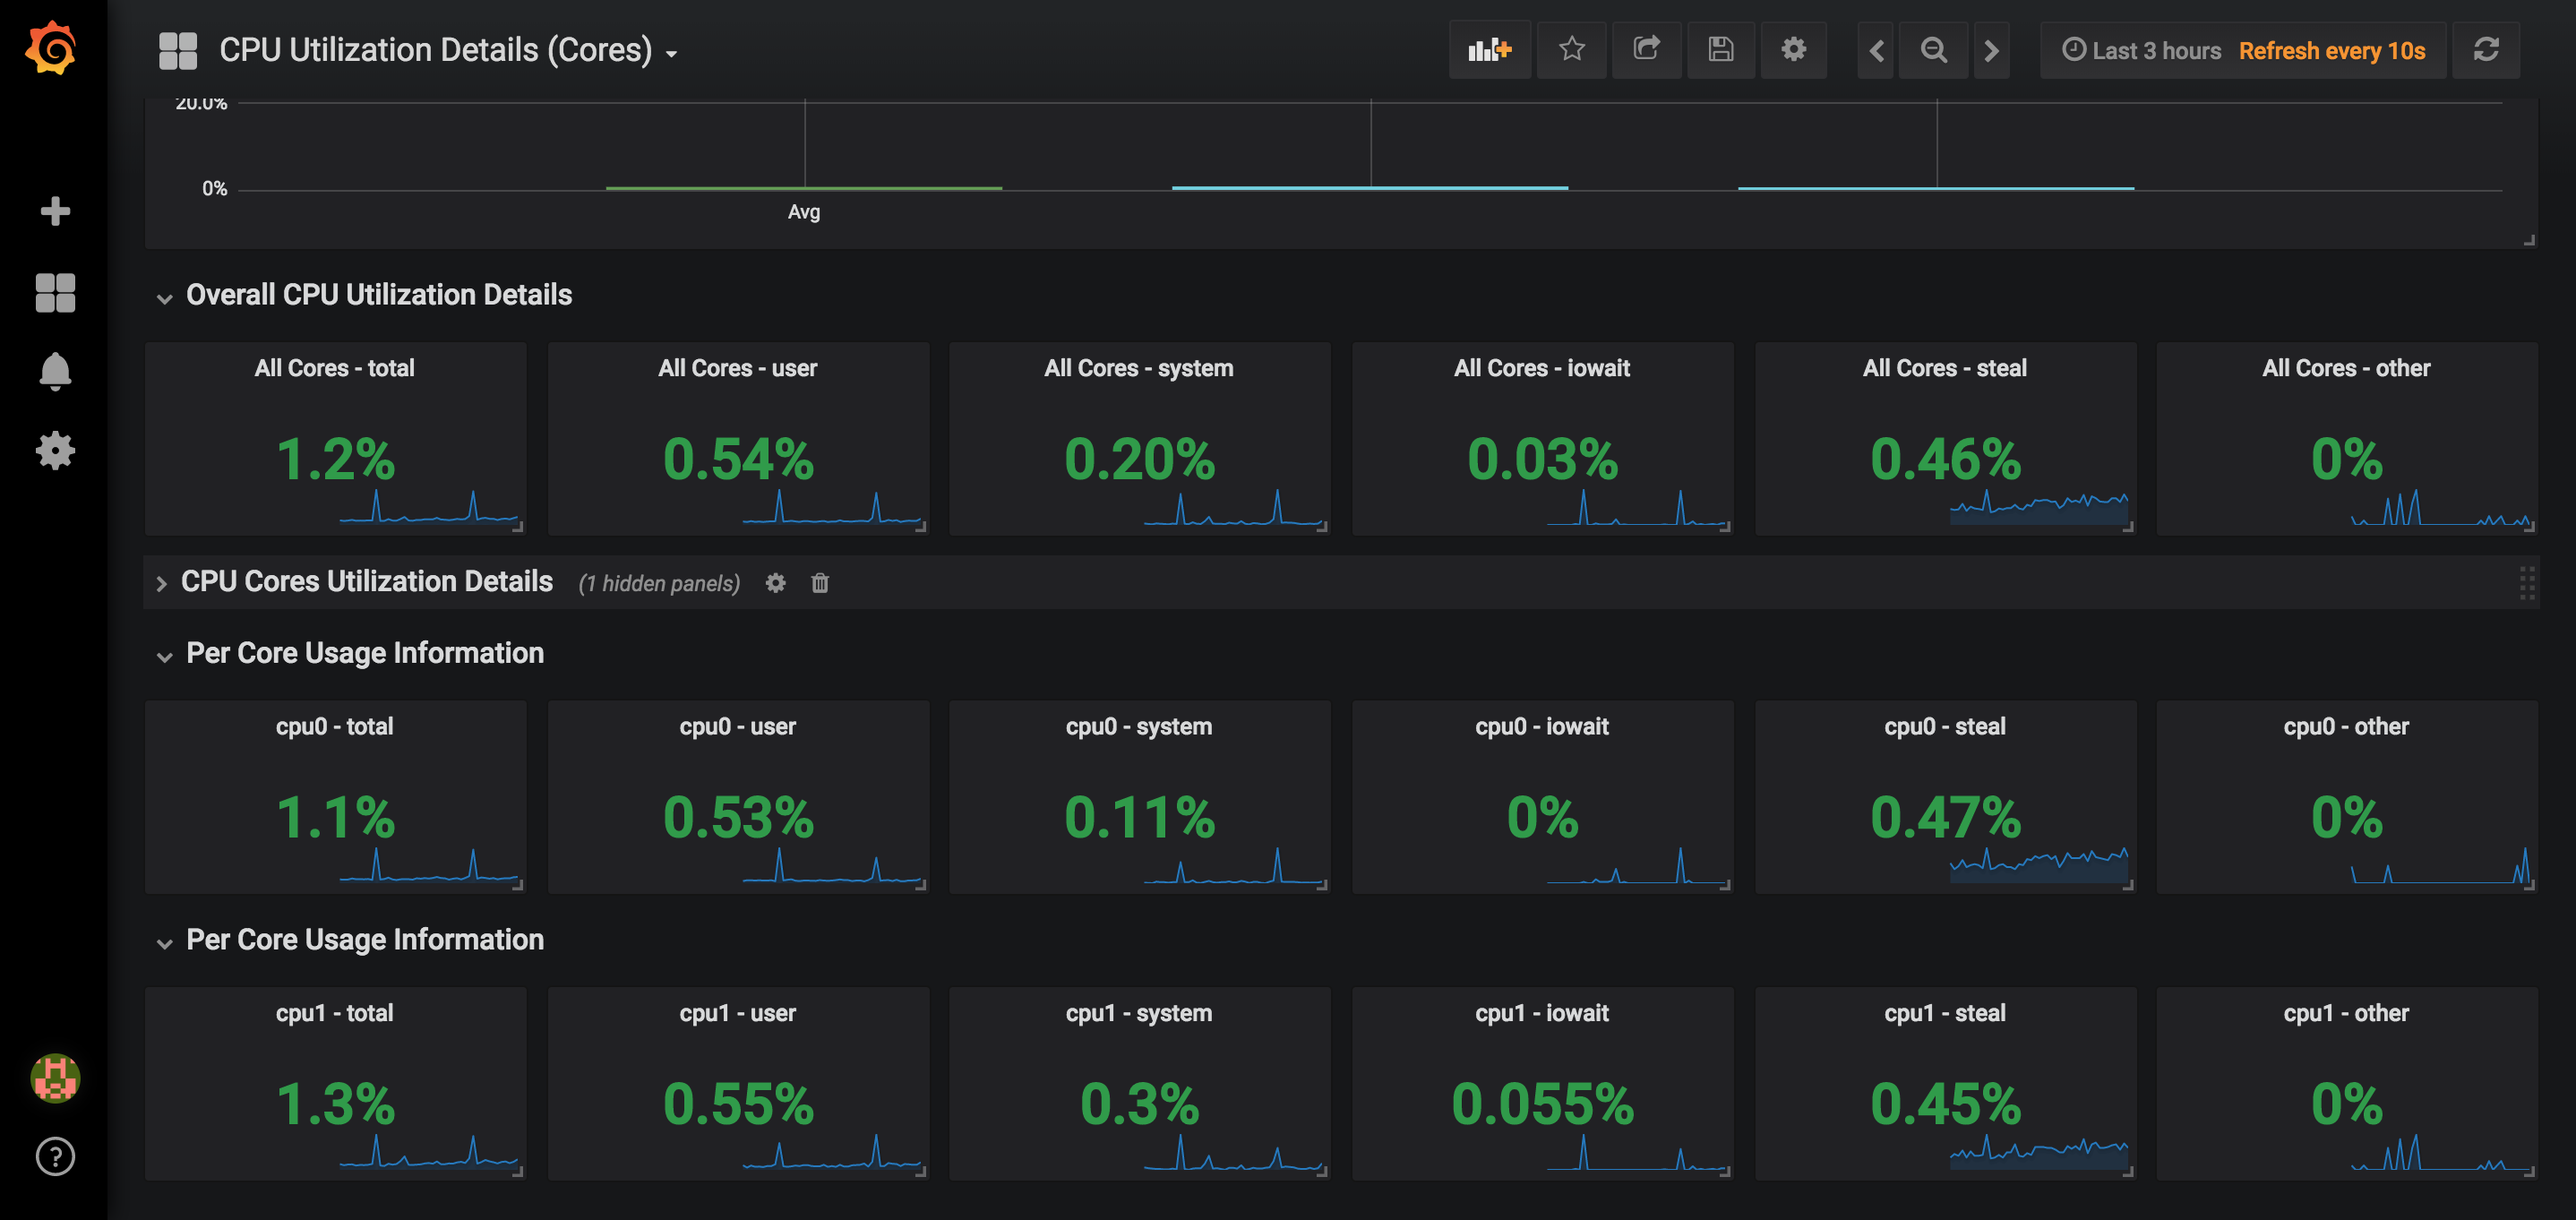 CPU Utilization Details (Cores)
Last 3 hours Refresh every 10s
20.0%
0%
Avg
Overall CPU Utilization Details
All Cores - total
All Cores - user
All Cores - system
All Cores - iowait
All Cores - steal
All Cores - other
1.2%
0.54%
0.20%
0.03%
0.46%
0%
CPU Cores Utilization Details (1 hidden panels)
Per Core Usage Information
cpu0 - total
cpu0 - user
cpu0 - system
cpu0 - iowait
cpu0 - steal
cpu0 - other
1.1%
0.53%
0.11%
0%
0.47%
0%
Per Core Usage Information
cpu1 - total
cpu1 - user
cpu1 - system
cpu1 - iowait
cpu1 - steal
cpu1 - other
1.3%
0.55%
0.3%
0.055%
0.45%
0%
?